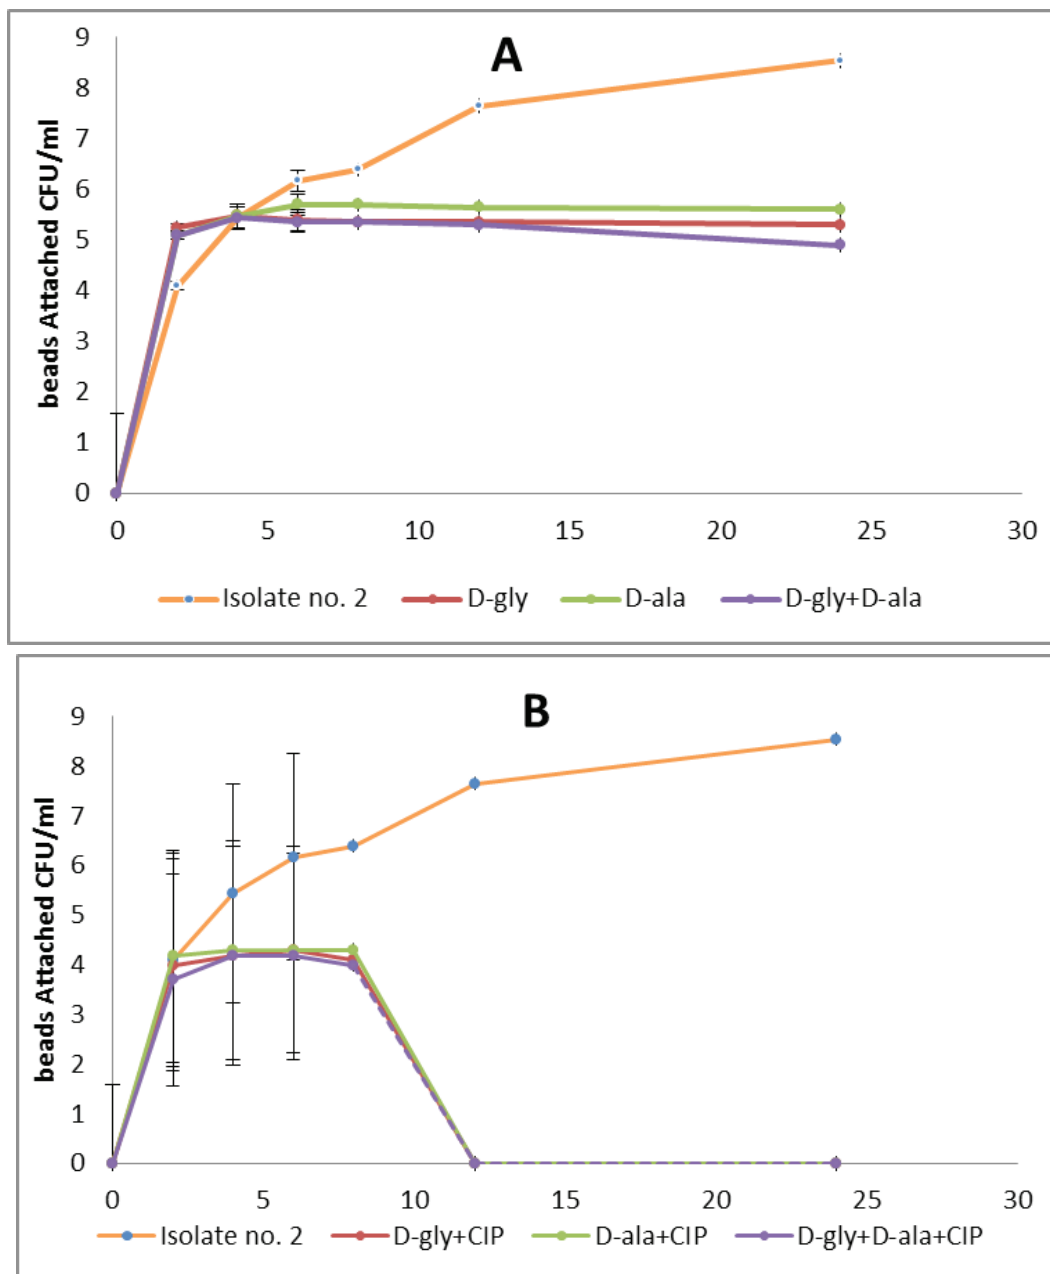 A
beads Attached CFU/ml
9
8
7
6
5
4
3
2
1
0
0 5 10 15 20 25 30
Isolate no. 2 D-gly D-ala D-gly+D-ala
B
beads Attached CFU/ml
9
8
7
6
5
4
3
2
1
0
0 5 10 15 20 25 30
Isolate no. 2 D-gly+CIP D-ala+CIP D-gly+D-ala+CIP